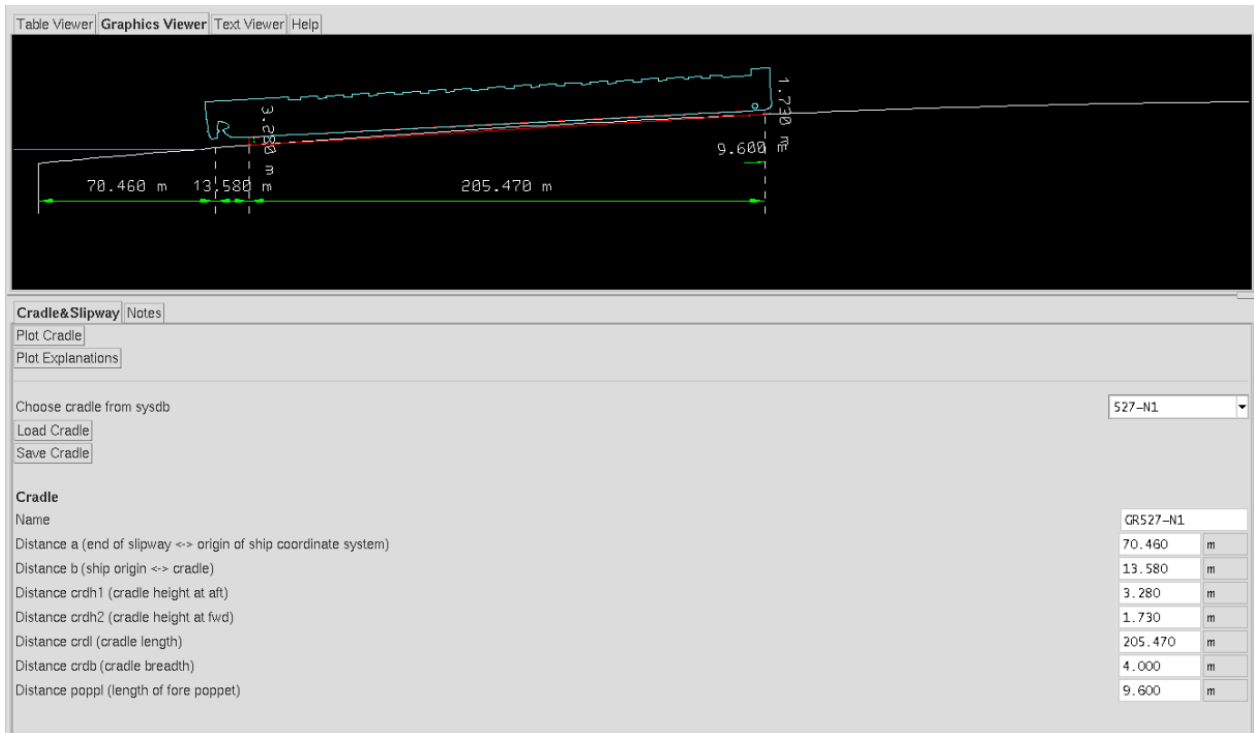 Table Viewer Graphics Viewer Text Viewer Help
3.280 m
1.730 m
9.600 m
70.460 m 13.580 m 205.470 m
Cradle&Slipway Notes
Plot Cradle
Plot Explanations
Choose cradle from sysdb 527-N1
Load Cradle
Save Cradle
Cradle
Name GR527-N1
Distance a (end of slipway <-> origin of ship coordinate system) 70.460 m
Distance b (ship origin <-> cradle) 13.580 m
Distance crdh1 (cradle height at aft) 3.280 m
Distance crdh2 (cradle height at fwd) 1.730 m
Distance crdl (cradle length) 205.470 m
Distance crdb (cradle breadth) 4.000 m
Distance poppl (length of fore poppet) 9.600 m